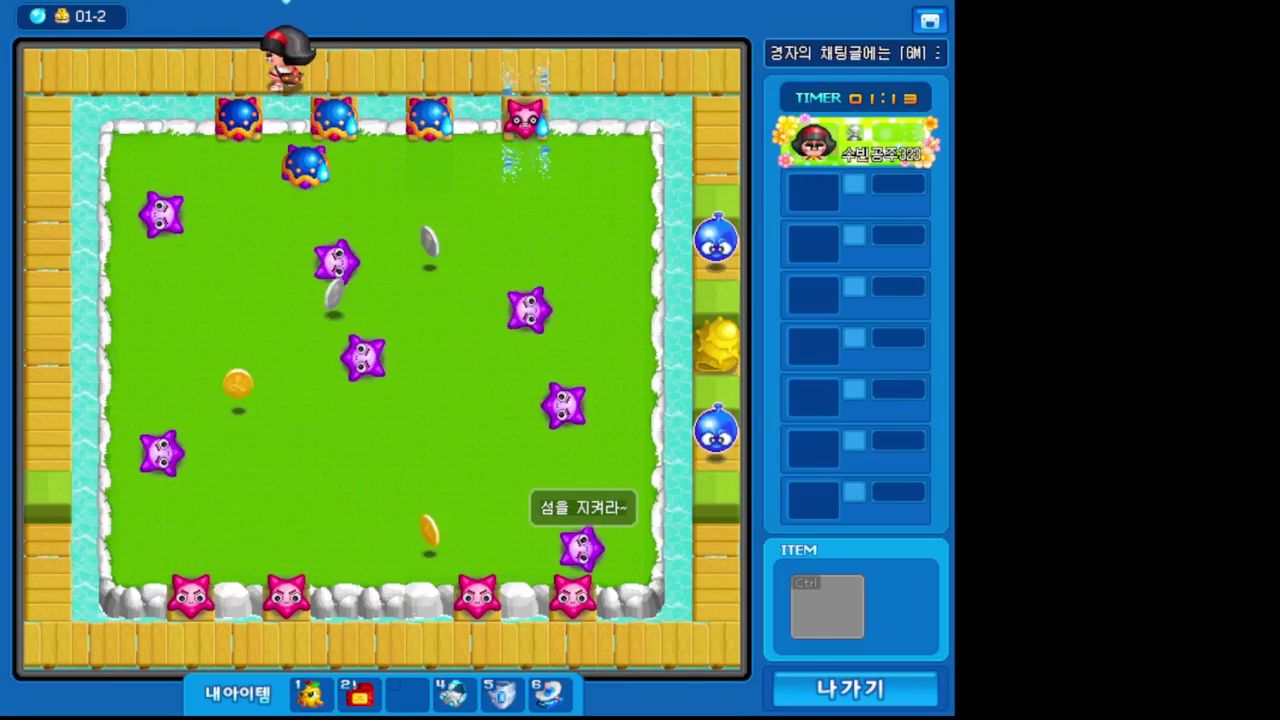 01-2
경자의 채팅글에는 [GM] :
TIMER 01:13
수빈공주023
섬을 지켜라~
ITEM
Ctrl
내아이템
1
2
4
5
6
나가기